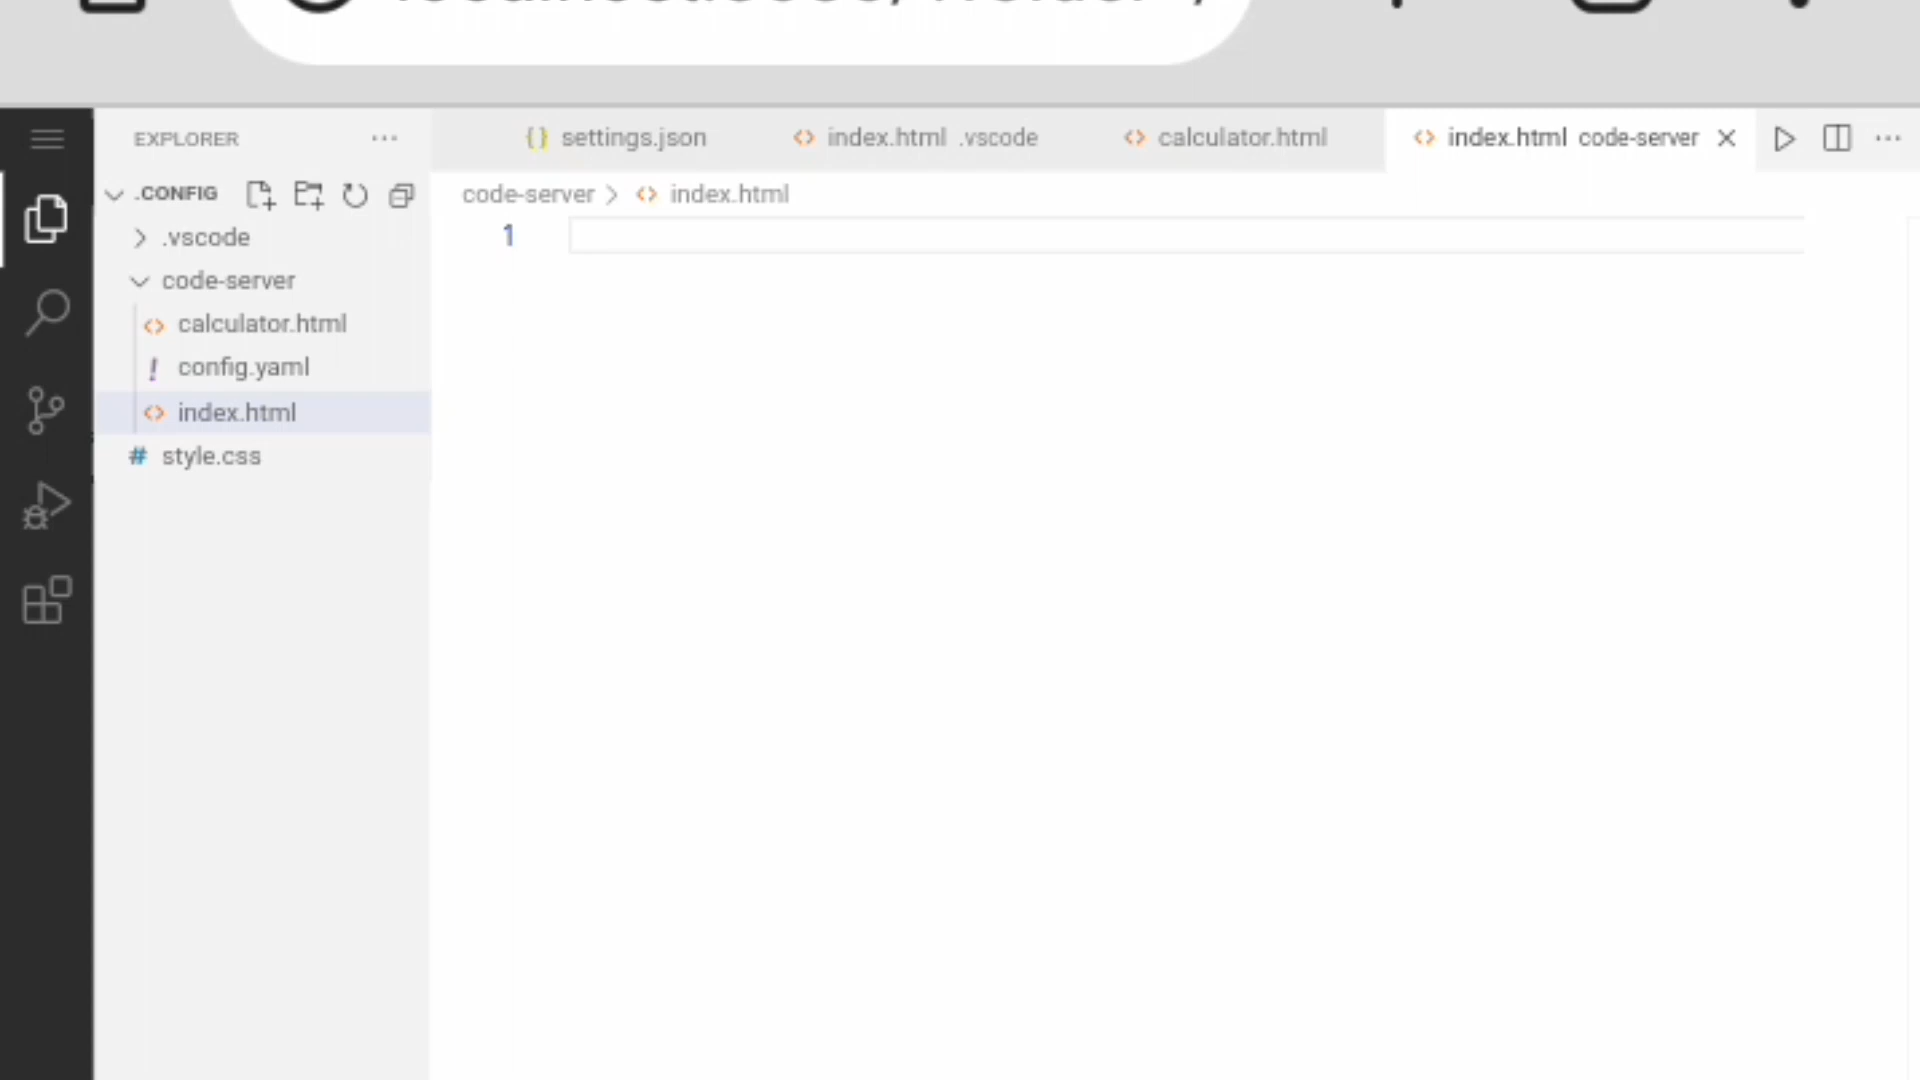 EXPLORER
settings.json
index.html .vscode
calculator.html
index.html code-server
.CONFIG
code-server > index.html
.vscode
1
code-server
calculator.html
! config.yaml
index.html
# style.css